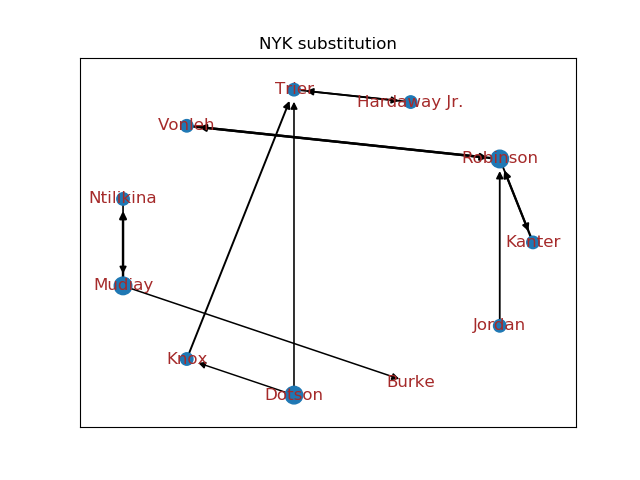 NYK substitution
Trier
Hardaway Jr.
Vonleh
Robinson
Ntilikina
Kanter
Mudiay
Jordan
Knox
Burke
Dotson